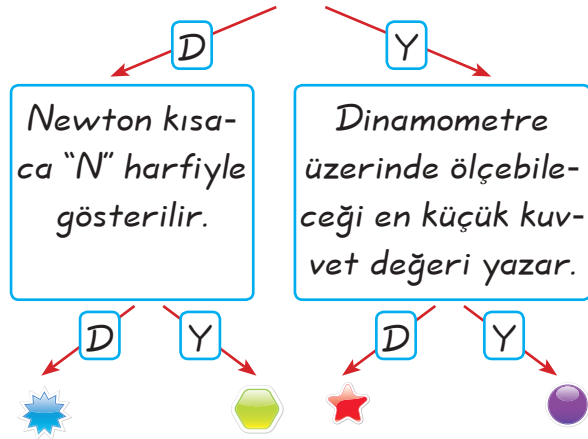 D Y
Newton kısa-
ca “N” harfiyle
gösterilir.
Dinamometre
üzerinde ölçebile-
ceği en küçük kuv-
vet değeri yazar.
D Y D Y